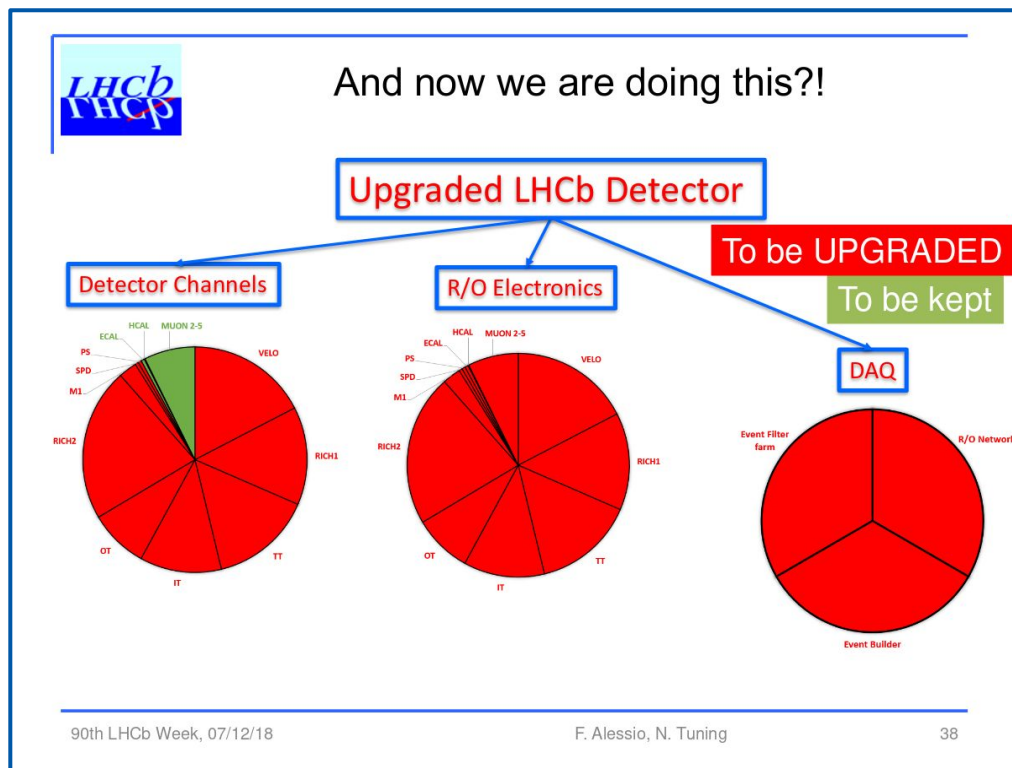 LHCb
LHCb
And now we are doing this?!
Upgraded LHCb Detector
To be UPGRADED
To be kept
Detector Channels
R/O Electronics
DAQ
HCAL
MUON 2-5
ECAL
PS
SPD
M1
VELO
RICH2
RICH1
OT
TT
IT
HCAL
MUON 2-5
ECAL
PS
SPD
M1
VELO
RICH2
RICH1
OT
TT
IT
Event Filter
farm
R/O Network
Event Builder
90th LHCb Week, 07/12/18
F. Alessio, N. Tuning
38